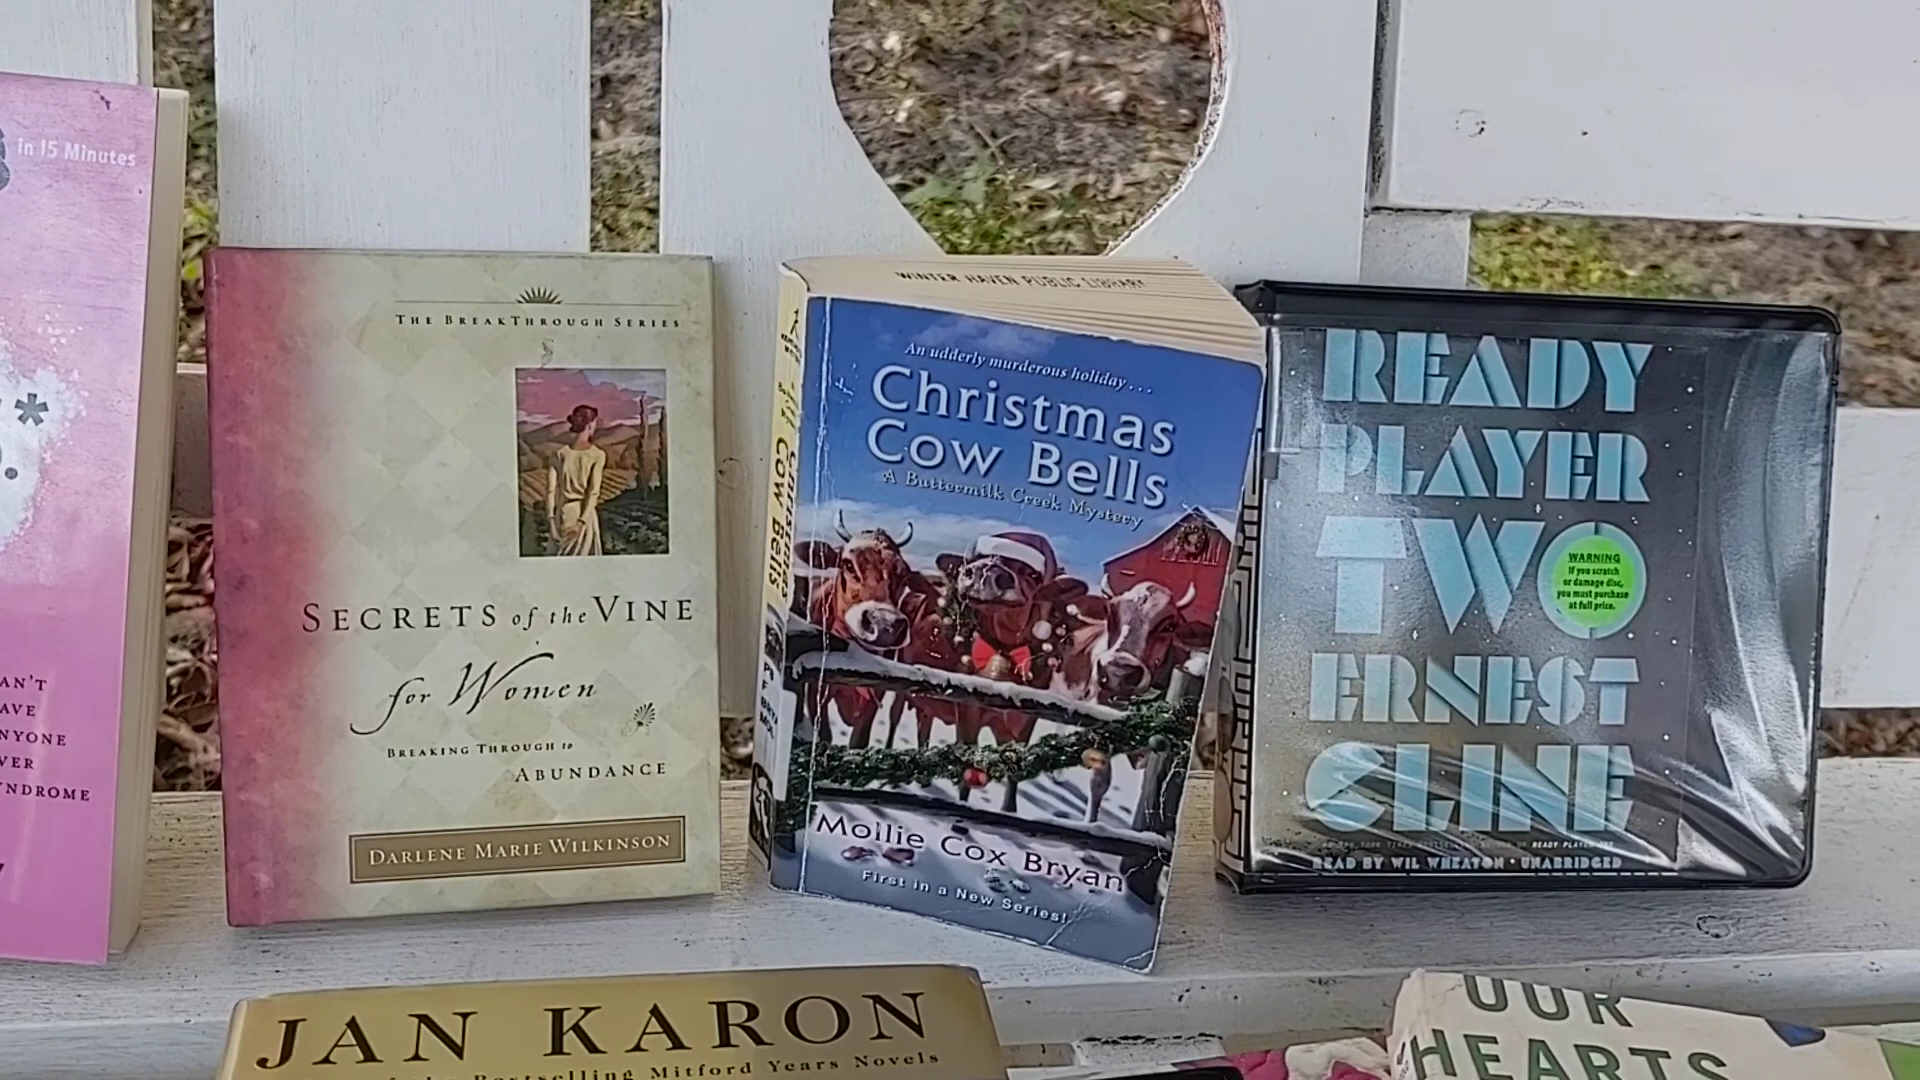 in 15 Minutes
AN'T
AVE
NYONE
VER
YNDROME
THE BREAKTHROUGH SERIES
SECRETS of the VINE
for Women
BREAKING THROUGH to
ABUNDANCE
DARLENE MARIE WILKINSON
WINTER HAVEN PUBLIC LIBRARY
An udderly murderous holiday . . .
Christmas
Cow Bells
A Buttermilk Creek Mystery
Mollie Cox Bryan
First in a New Series!
Christmas
Cow Bells
READY
PLAYER
TWO
WARNING
If you scratch
or damage disc,
you must purchase
at full price.
ERNEST
CLINE
READ BY WIL WHEATON • UNABRIDGED
JAN KARON
Bestselling Mitford Years Novels
OUR
HEARTS